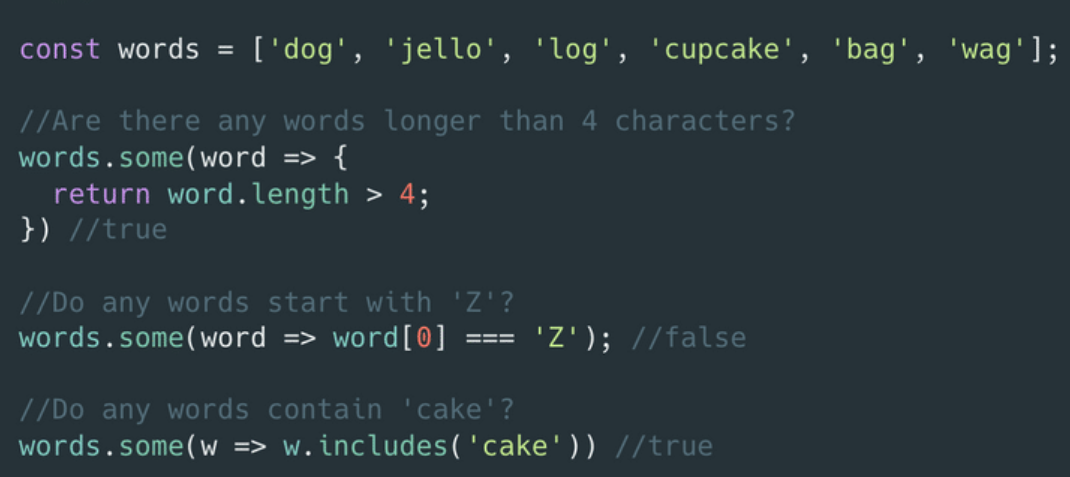 const words = ['dog', 'jello', 'log', 'cupcake', 'bag', 'wag'];
//Are there any words longer than 4 characters?
words.some(word => {
  return word.length > 4;
}) //true
//Do any words start with 'Z'?
words.some(word => word[0] === 'Z'); //false
//Do any words contain 'cake'?
words.some(w => w.includes('cake')) //true